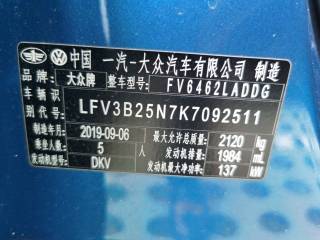 中国 一汽-大众汽车有限公司 制造
品牌: 大众牌 整车型号: FV6462LADDG
车辆识别代号: LFV3B25N7K7092511
制造年月: 2019-09-06 最大允许总质量: 2120 kg
乘坐人数: 5 发动机排量: 1984 mL
发动机型号: DKV 发动机最大净功率: 137 kW